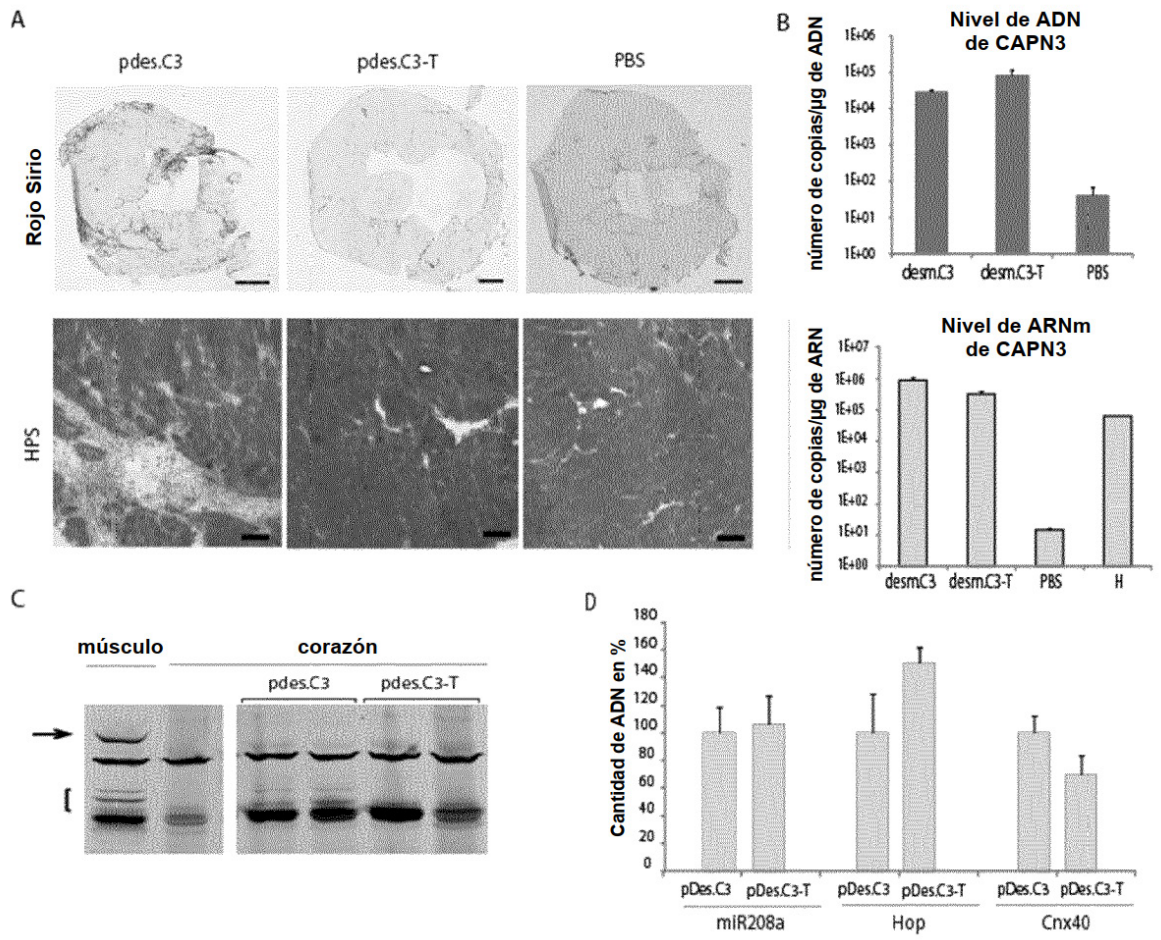 A
pdes.C3
pdes.C3-T
PBS
Rojo Sirio
HPS
B
Nivel de ADN
de CAPN3
número de copias/µg de ADN
1E+06
1E+05
1E+04
1E+02
1E+01
1E+00
desm.C3
desm.C3-T
PBS
Nivel de ARNm
de CAPN3
número de copias/µg de ARN
1E+07
1E+06
1E+05
1E+04
1E+03
1E+02
1E+01
1E+00
desm.C3
desm.C3-T
PBS
H
C
músculo
corazón
pdes.C3
pdes.C3-T
[
D
Cantidad de ADN en %
180
160
140
120
100
80
60
40
20
0
pDes.C3
pDes.C3-T
pDes.C3
pDes.C3-T
pDes.C3
pDes.C3-T
miR208a
Hop
Cnx40